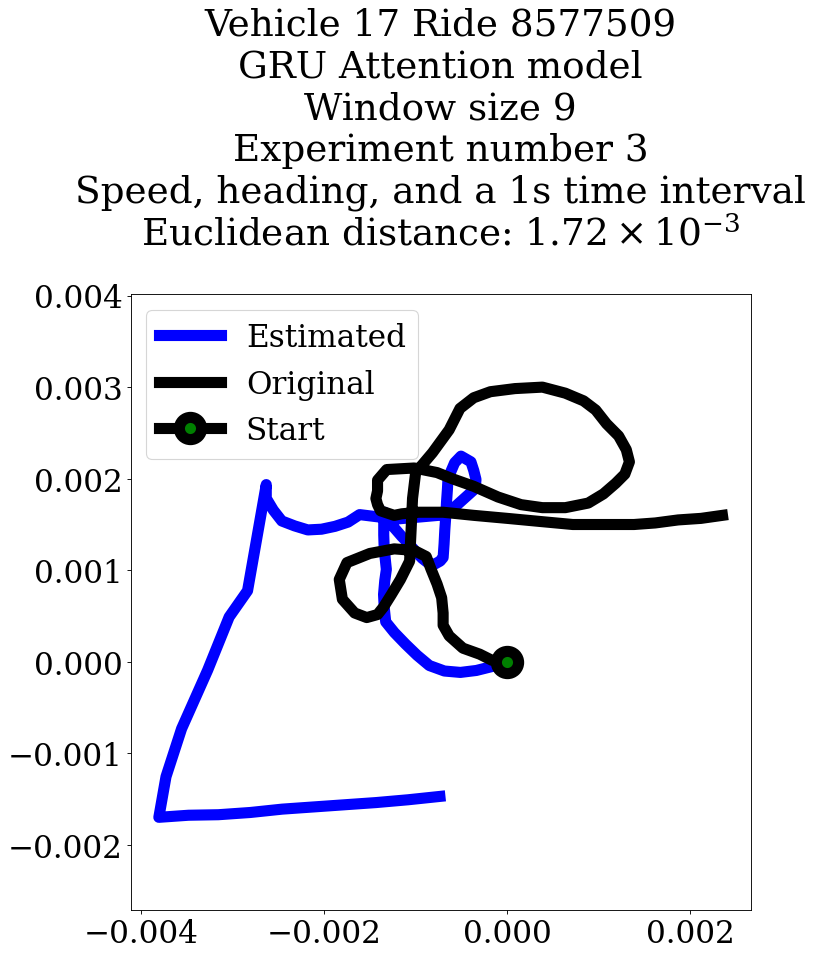 Vehicle 17 Ride 8577509
GRU Attention model
Window size 9
Experiment number 3
Speed, heading, and a 1s time interval
Euclidean distance: 1.72 × 10⁻³
0.004
Estimated
0.003
Original
Start
0.002
0.001
0.000
−0.001
−0.002
−0.004 −0.002 0.000 0.002